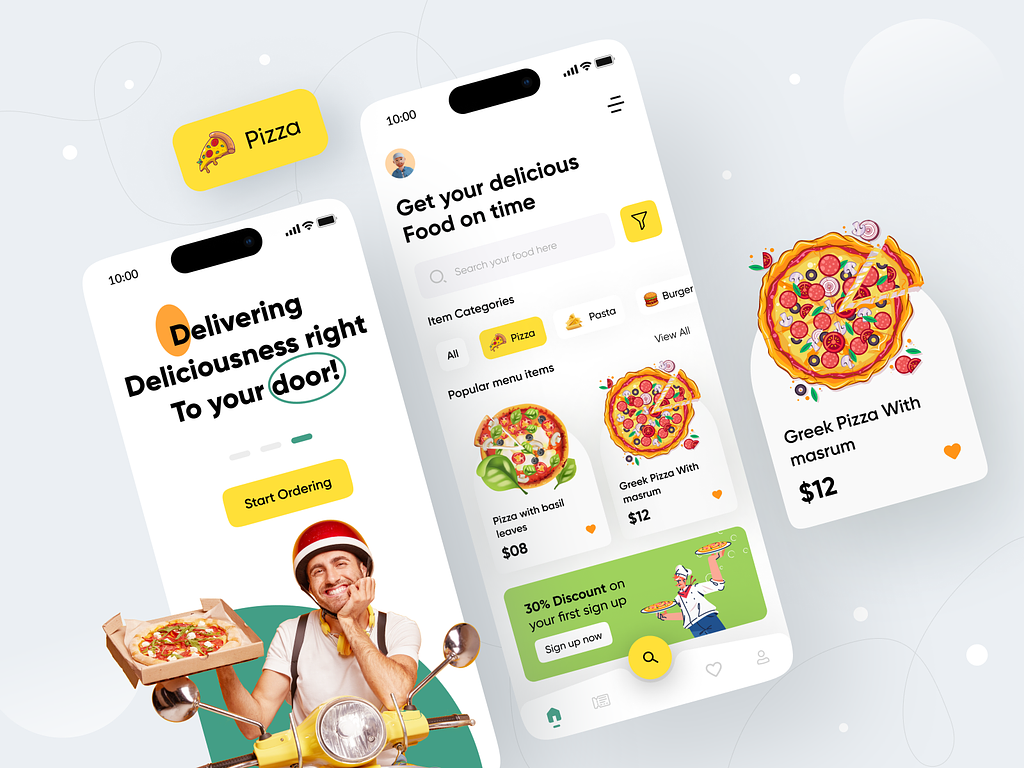 Pizza
10:00
Delivering
Deliciousness right
To your door!
Start Ordering
10:00
Get your delicious
Food on time
Search your food here
Item Categories
All
Pizza
Pasta
Burger
Popular menu items
View All
Pizza with basil
leaves
$08
Greek Pizza With
masrum
$12
30% Discount on
your first sign up
Sign up now
Greek Pizza With
masrum
$12